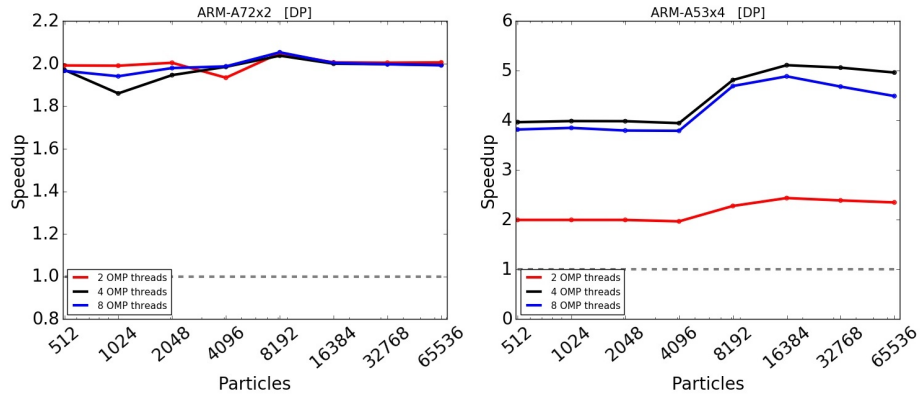 ARM-A72x2 [DP]
2.2
2.0
1.8
1.6
1.4
1.2
1.0
0.8
Speedup
2 OMP threads
4 OMP threads
8 OMP threads
512
1024
2048
4096
8192
16384
32768
65536
Particles
ARM-A53x4 [DP]
6
5
4
3
2
1
0
Speedup
2 OMP threads
4 OMP threads
8 OMP threads
512
1024
2048
4096
8192
16384
32768
65536
Particles